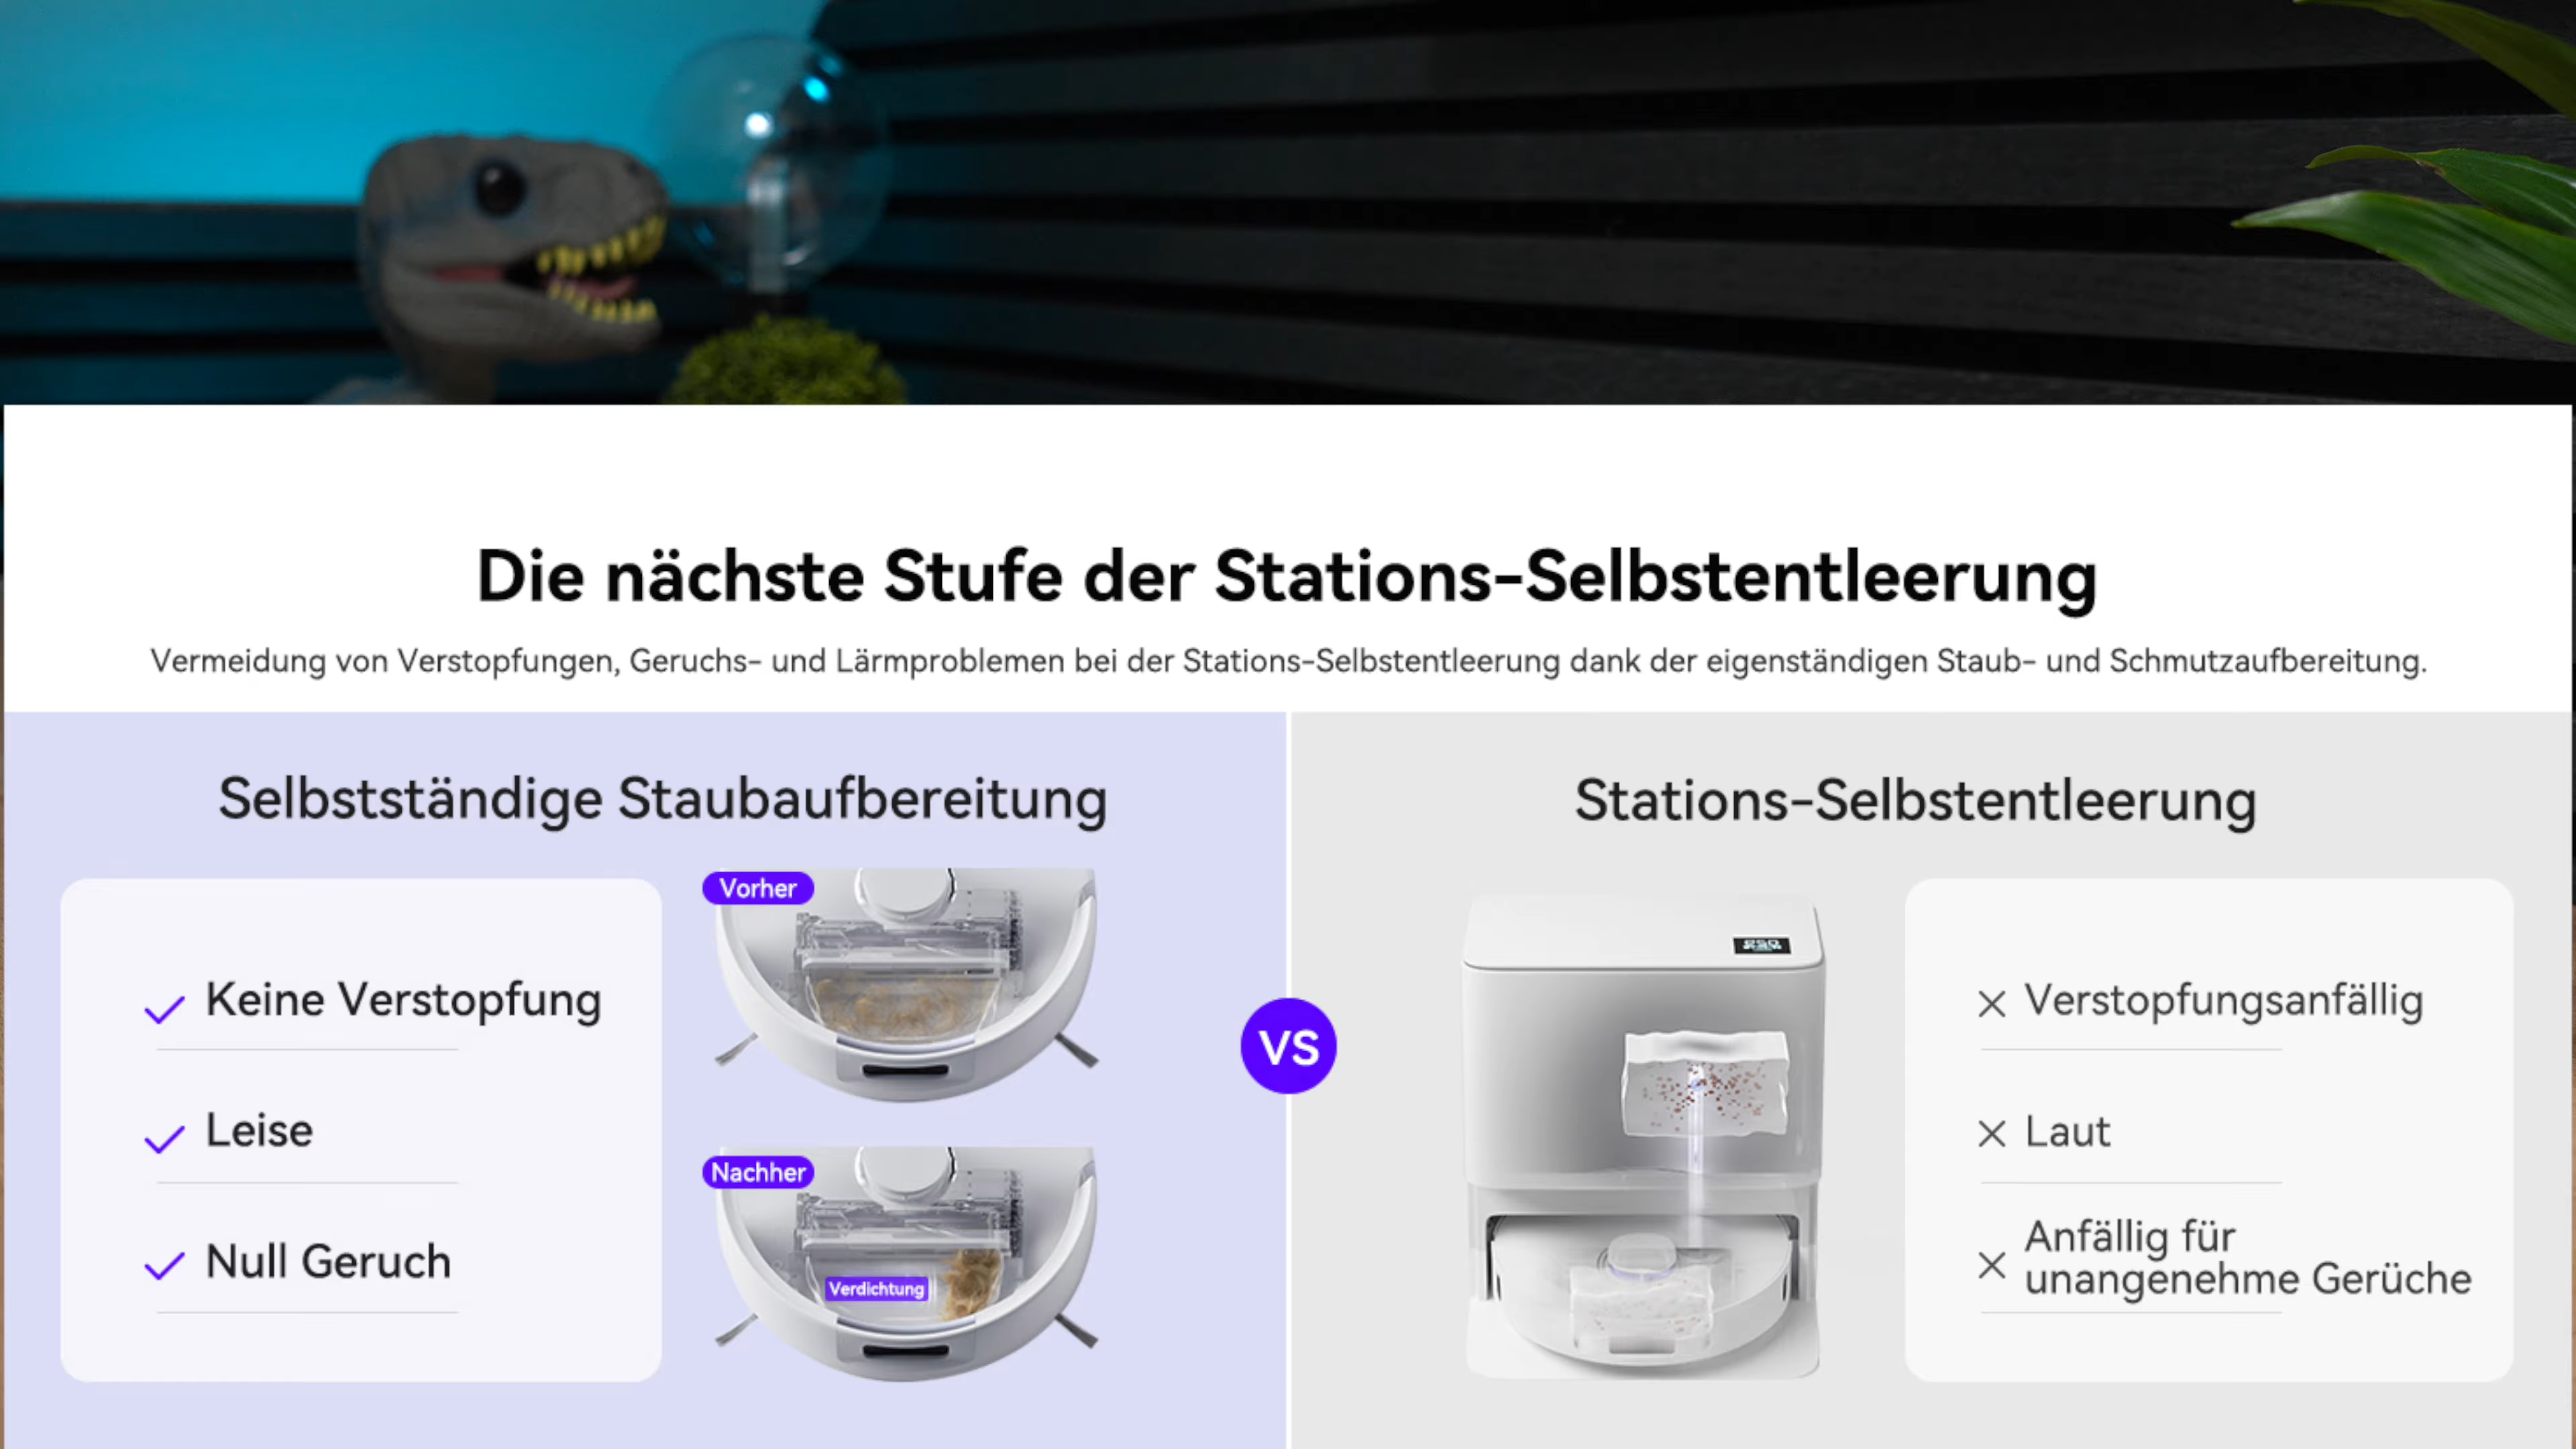 Die nächste Stufe der Stations-Selbstentleerung
Vermeidung von Verstopfungen, Geruchs- und Lärmproblemen bei der Stations-Selbstentleerung dank der eigenständigen Staub- und Schmutzaufbereitung.
Selbstständige Staubaufbereitung
Vorher
Keine Verstopfung
Leise
Nachher
Null Geruch
Verdichtung
VS
Stations-Selbstentleerung
Verstopfungsanfällig
Laut
Anfällig für
unangenehme Gerüche